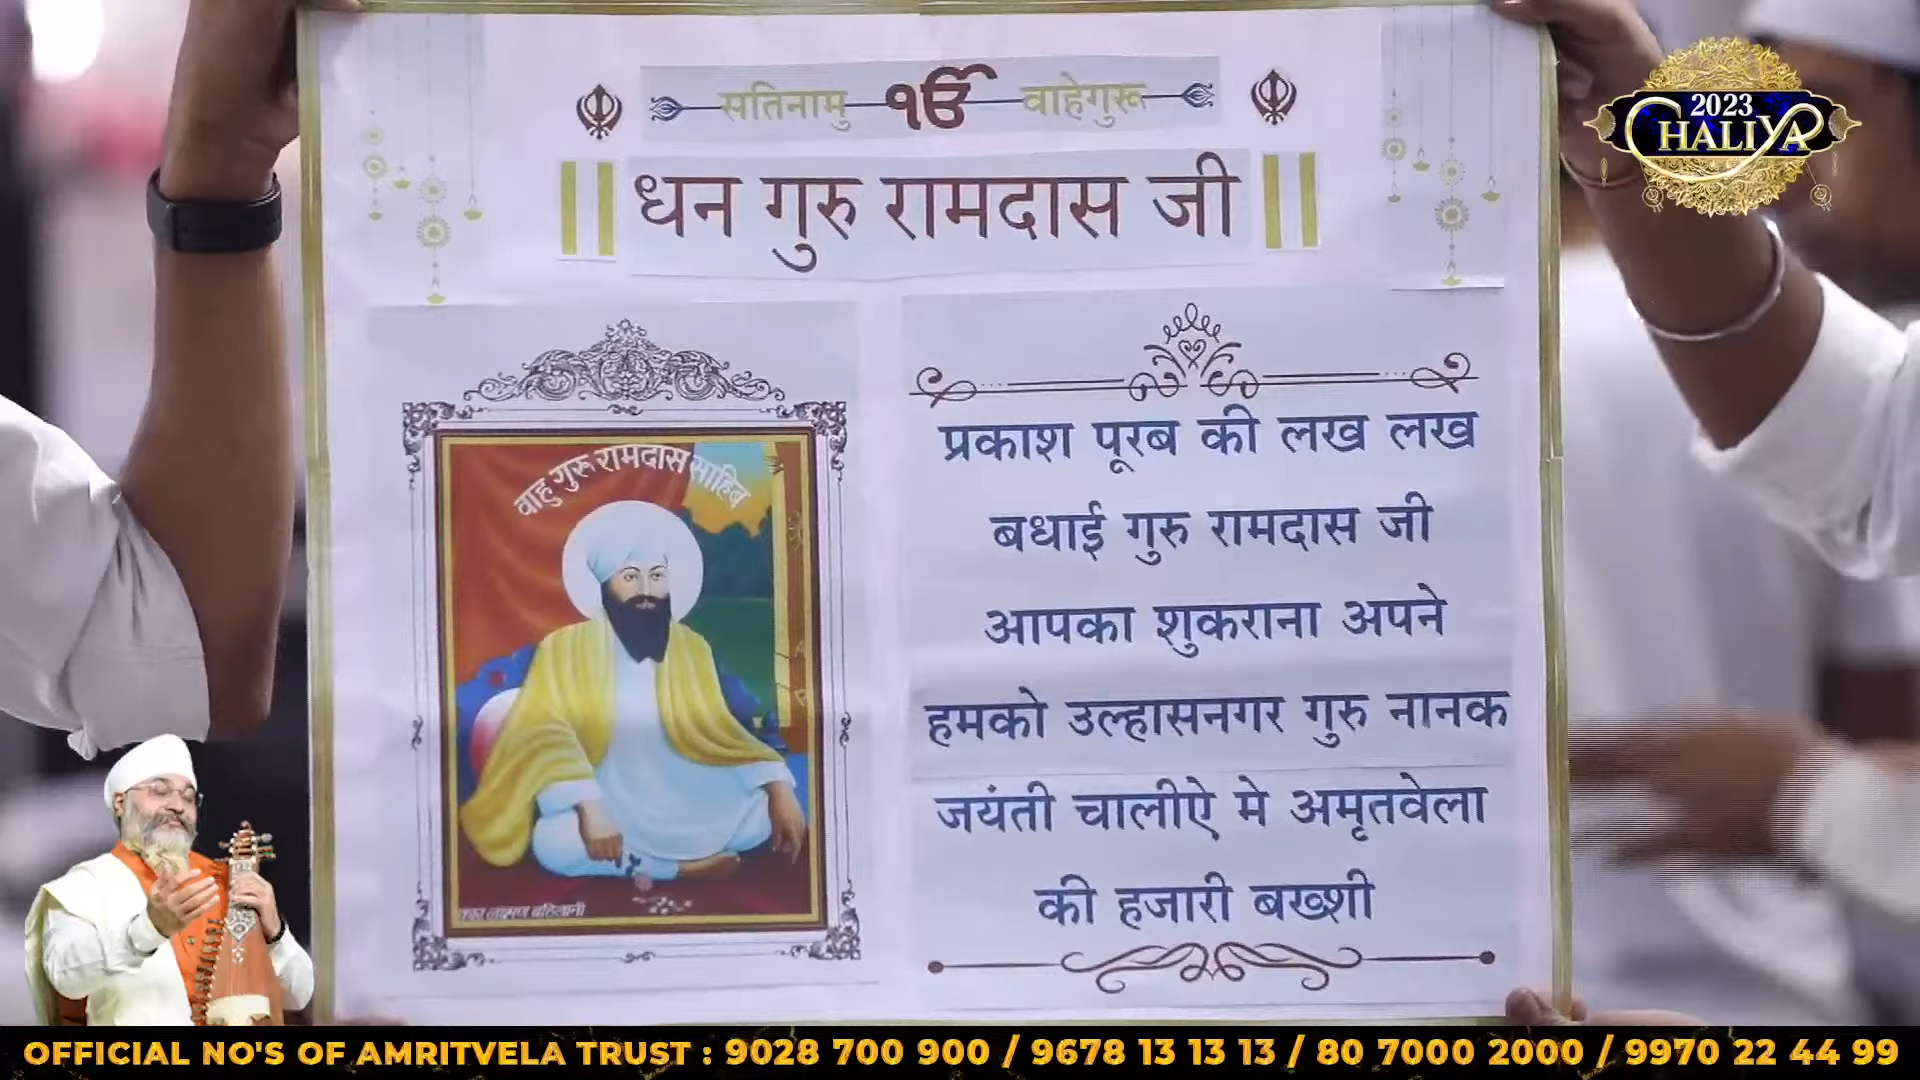 सतिनामु ੴ वाहेगुरू
2023
CHALIYA
|| धन गुरु रामदास जी ||
वाहु गुरू रामदास साहिब
प्रकाश पूरब की लख लख
बधाई गुरु रामदास जी
आपका शुकराना अपने
हमको उल्हासनगर गुरु नानक
जयंती चालीऐ मे अमृतवेला
की हजारी बख्शी
OFFICIAL NO'S OF AMRITVELA TRUST : 9028 700 900 / 9678 13 13 13 / 80 7000 2000 / 9970 22 44 99